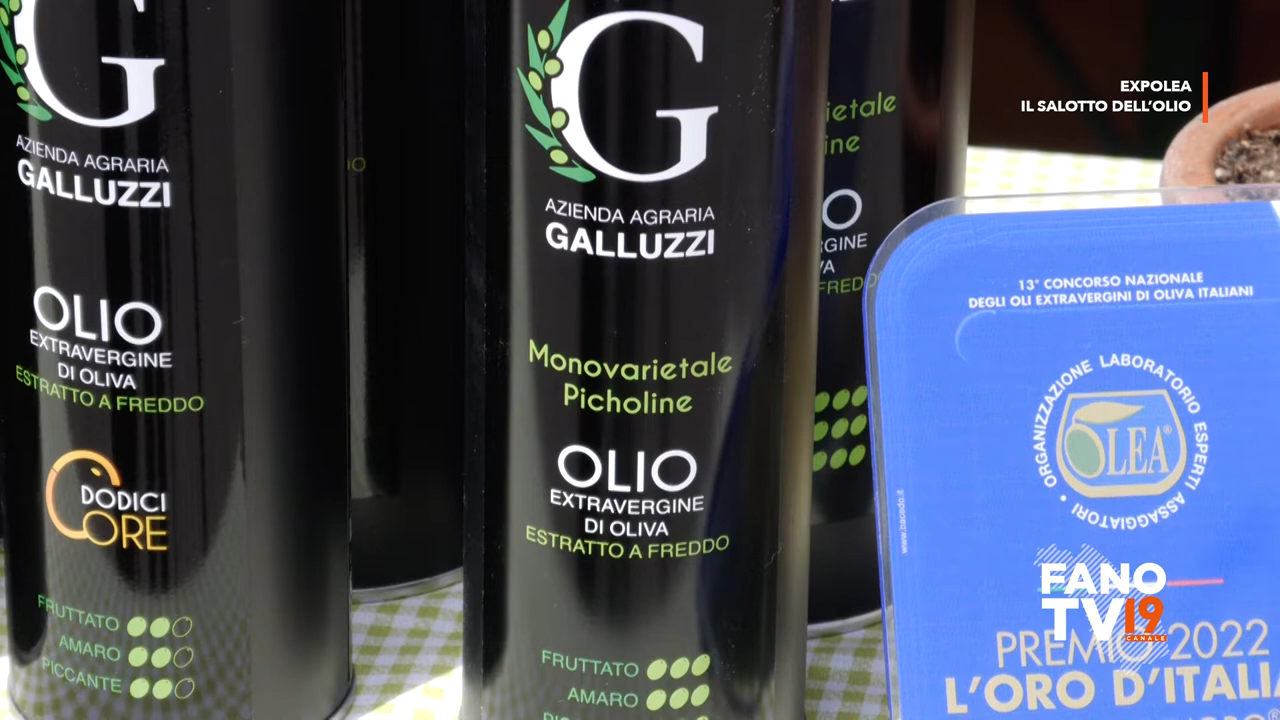 EXPOLEA
IL SALOTTO DELL'OLIO
G
AZIENDA AGRARIA
GALLUZZI
OLIO
EXTRAVERGINE
DI OLIVA
ESTRATTO A FREDDO
DODICI
ORE
FRUTTATO
AMARO
PICCANTE
G
AZIENDA AGRARIA
GALLUZZI
Monovarietale
Picholine
OLIO
EXTRAVERGINE
DI OLIVA
ESTRATTO A FREDDO
FRUTTATO
AMARO
13° CONCORSO NAZIONALE
DEGLI OLI EXTRAVERGINI DI OLIVA ITALIANI
ORGANIZZAZIONE LABORATORIO ESPERTI ASSAGGIATORI •
OLEA®
FANO
TV19
CANALE
PREMIO 2022
L'ORO D'ITALIA